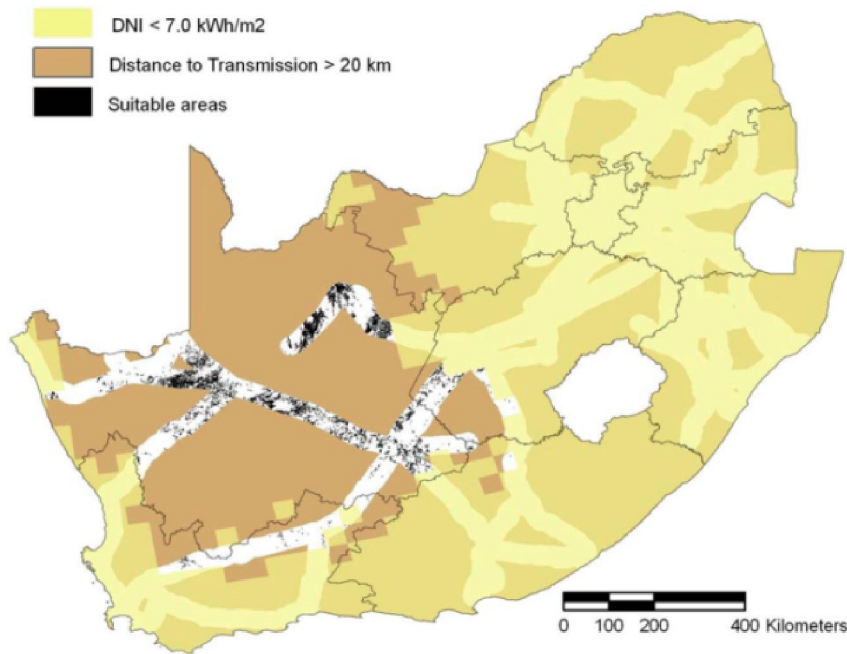 DNI < 7.0 kWh/m2
Distance to Transmission > 20 km
Suitable areas
0 100 200 400 Kilometers